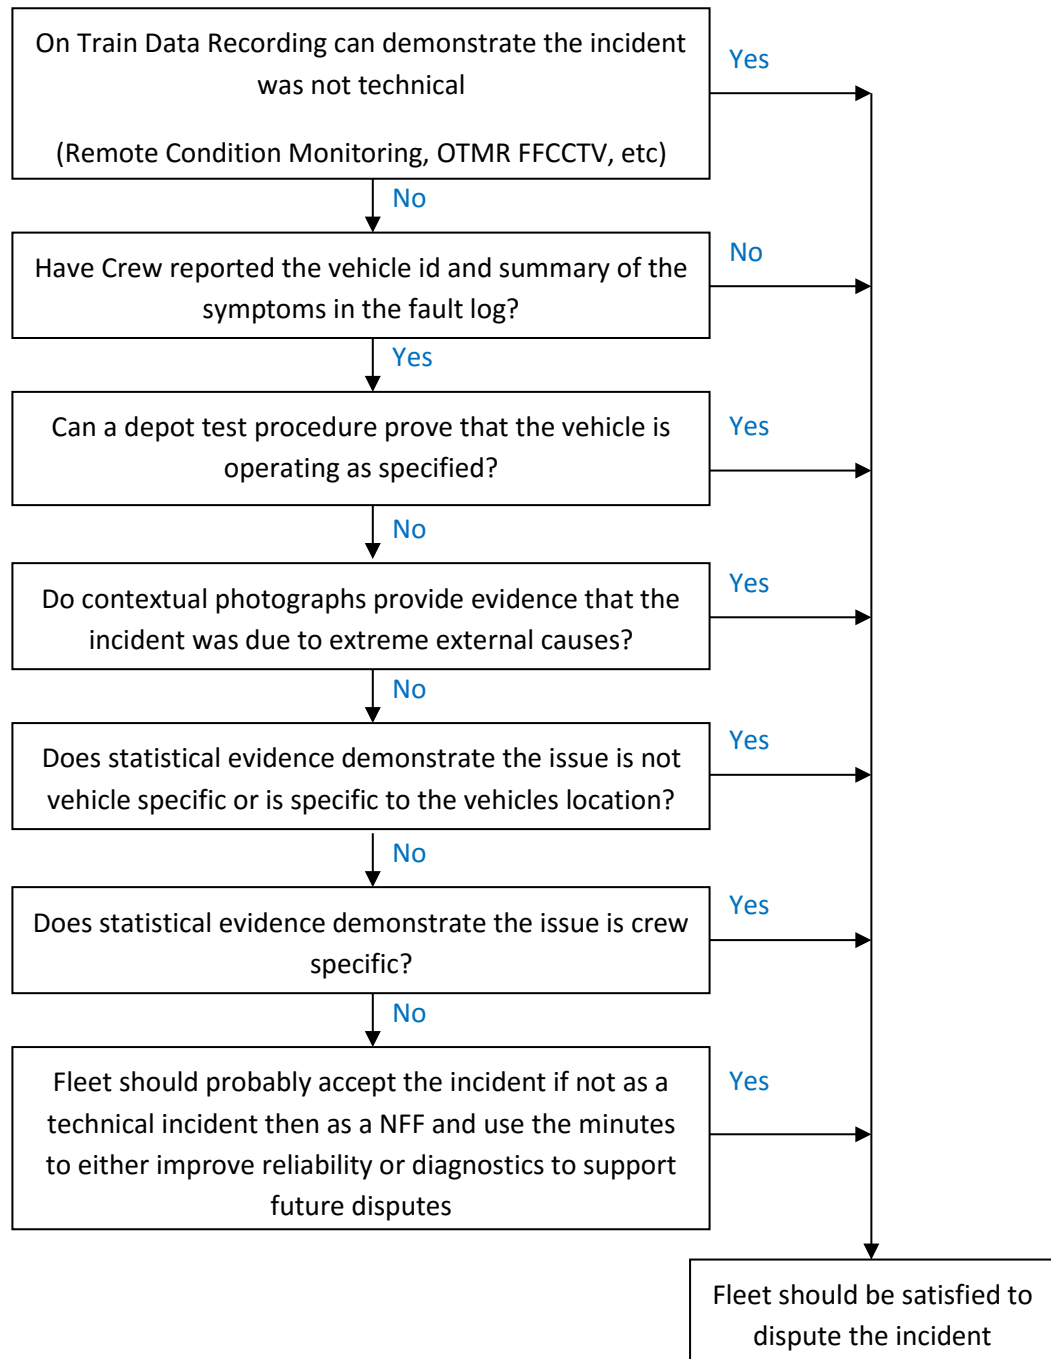 On Train Data Recording can demonstrate the incident
was not technical
(Remote Condition Monitoring, OTMR FFCCTV, etc)
Yes
No
Have Crew reported the vehicle id and summary of the
symptoms in the fault log?
No
Yes
Can a depot test procedure prove that the vehicle is
operating as specified?
Yes
No
Do contextual photographs provide evidence that the
incident was due to extreme external causes?
Yes
No
Does statistical evidence demonstrate the issue is not
vehicle specific or is specific to the vehicles location?
Yes
No
Does statistical evidence demonstrate the issue is crew
specific?
Yes
No
Fleet should probably accept the incident if not as a
technical incident then as a NFF and use the minutes
to either improve reliability or diagnostics to support
future disputes
Yes
Fleet should be satisfied to
dispute the incident